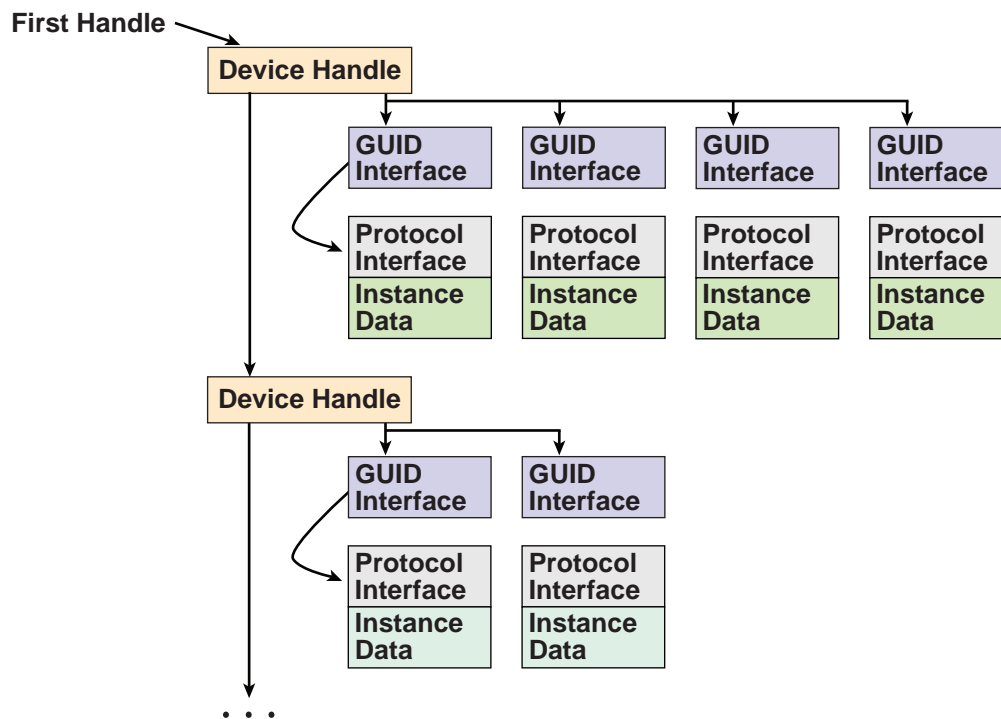 First Handle
Device Handle
GUID
Interface
GUID
Interface
GUID
Interface
GUID
Interface
Protocol
Interface
Instance
Data
Protocol
Interface
Instance
Data
Protocol
Interface
Instance
Data
Protocol
Interface
Instance
Data
Device Handle
GUID
Interface
GUID
Interface
Protocol
Interface
Instance
Data
Protocol
Interface
Instance
Data
. . .